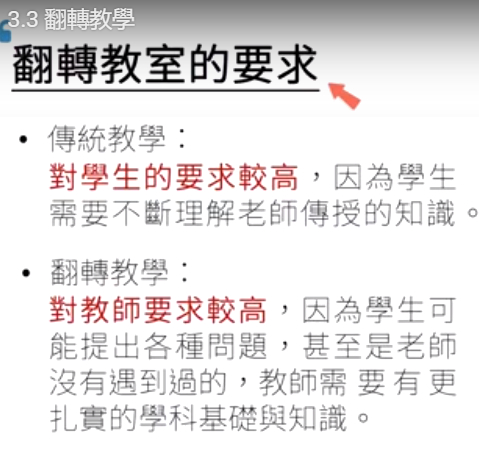 3.3 翻轉教學
翻轉教室的要求
• 傳統教學：
對學生的要求較高，因為學生
需要不斷理解老師傳授的知識。
• 翻轉教學：
對教師要求較高，因為學生可
能提出各種問題，甚至是老師
沒有遇到過的，教師需 要 有 更
扎實的學科基礎與知識。